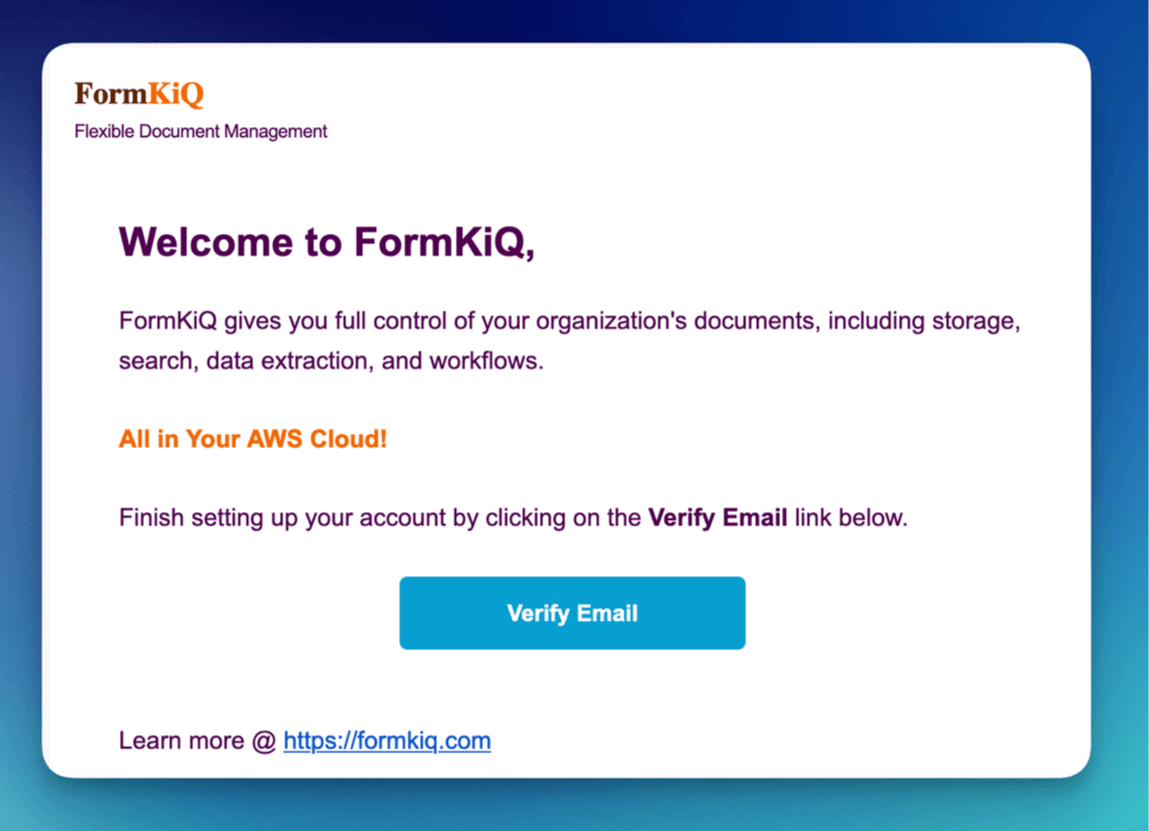 FormKiQ
Flexible Document Management
Welcome to FormKiQ,
FormKiQ gives you full control of your organization's documents, including storage,
search, data extraction, and workflows.
All in Your AWS Cloud!
Finish setting up your account by clicking on the Verify Email link below.
Verify Email
Learn more @ https://formkiq.com